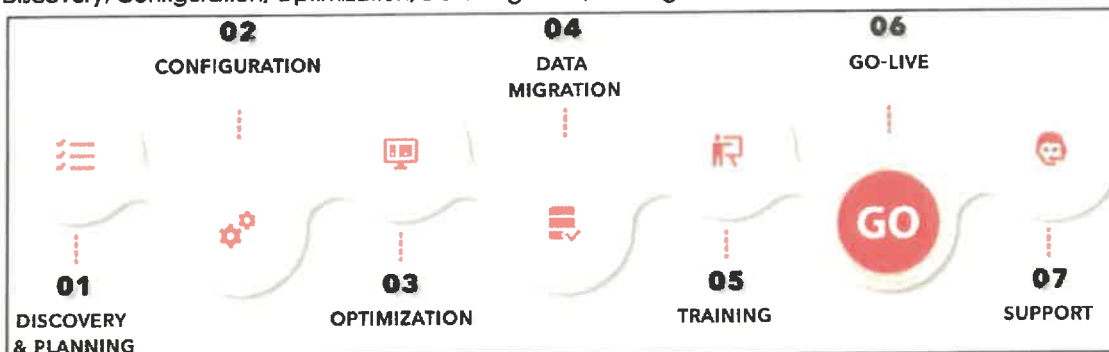 02
CONFIGURATION
04
DATA
MIGRATION
06
GO-LIVE
GO
01
DISCOVERY
& PLANNING
03
OPTIMIZATION
05
TRAINING
07
SUPPORT